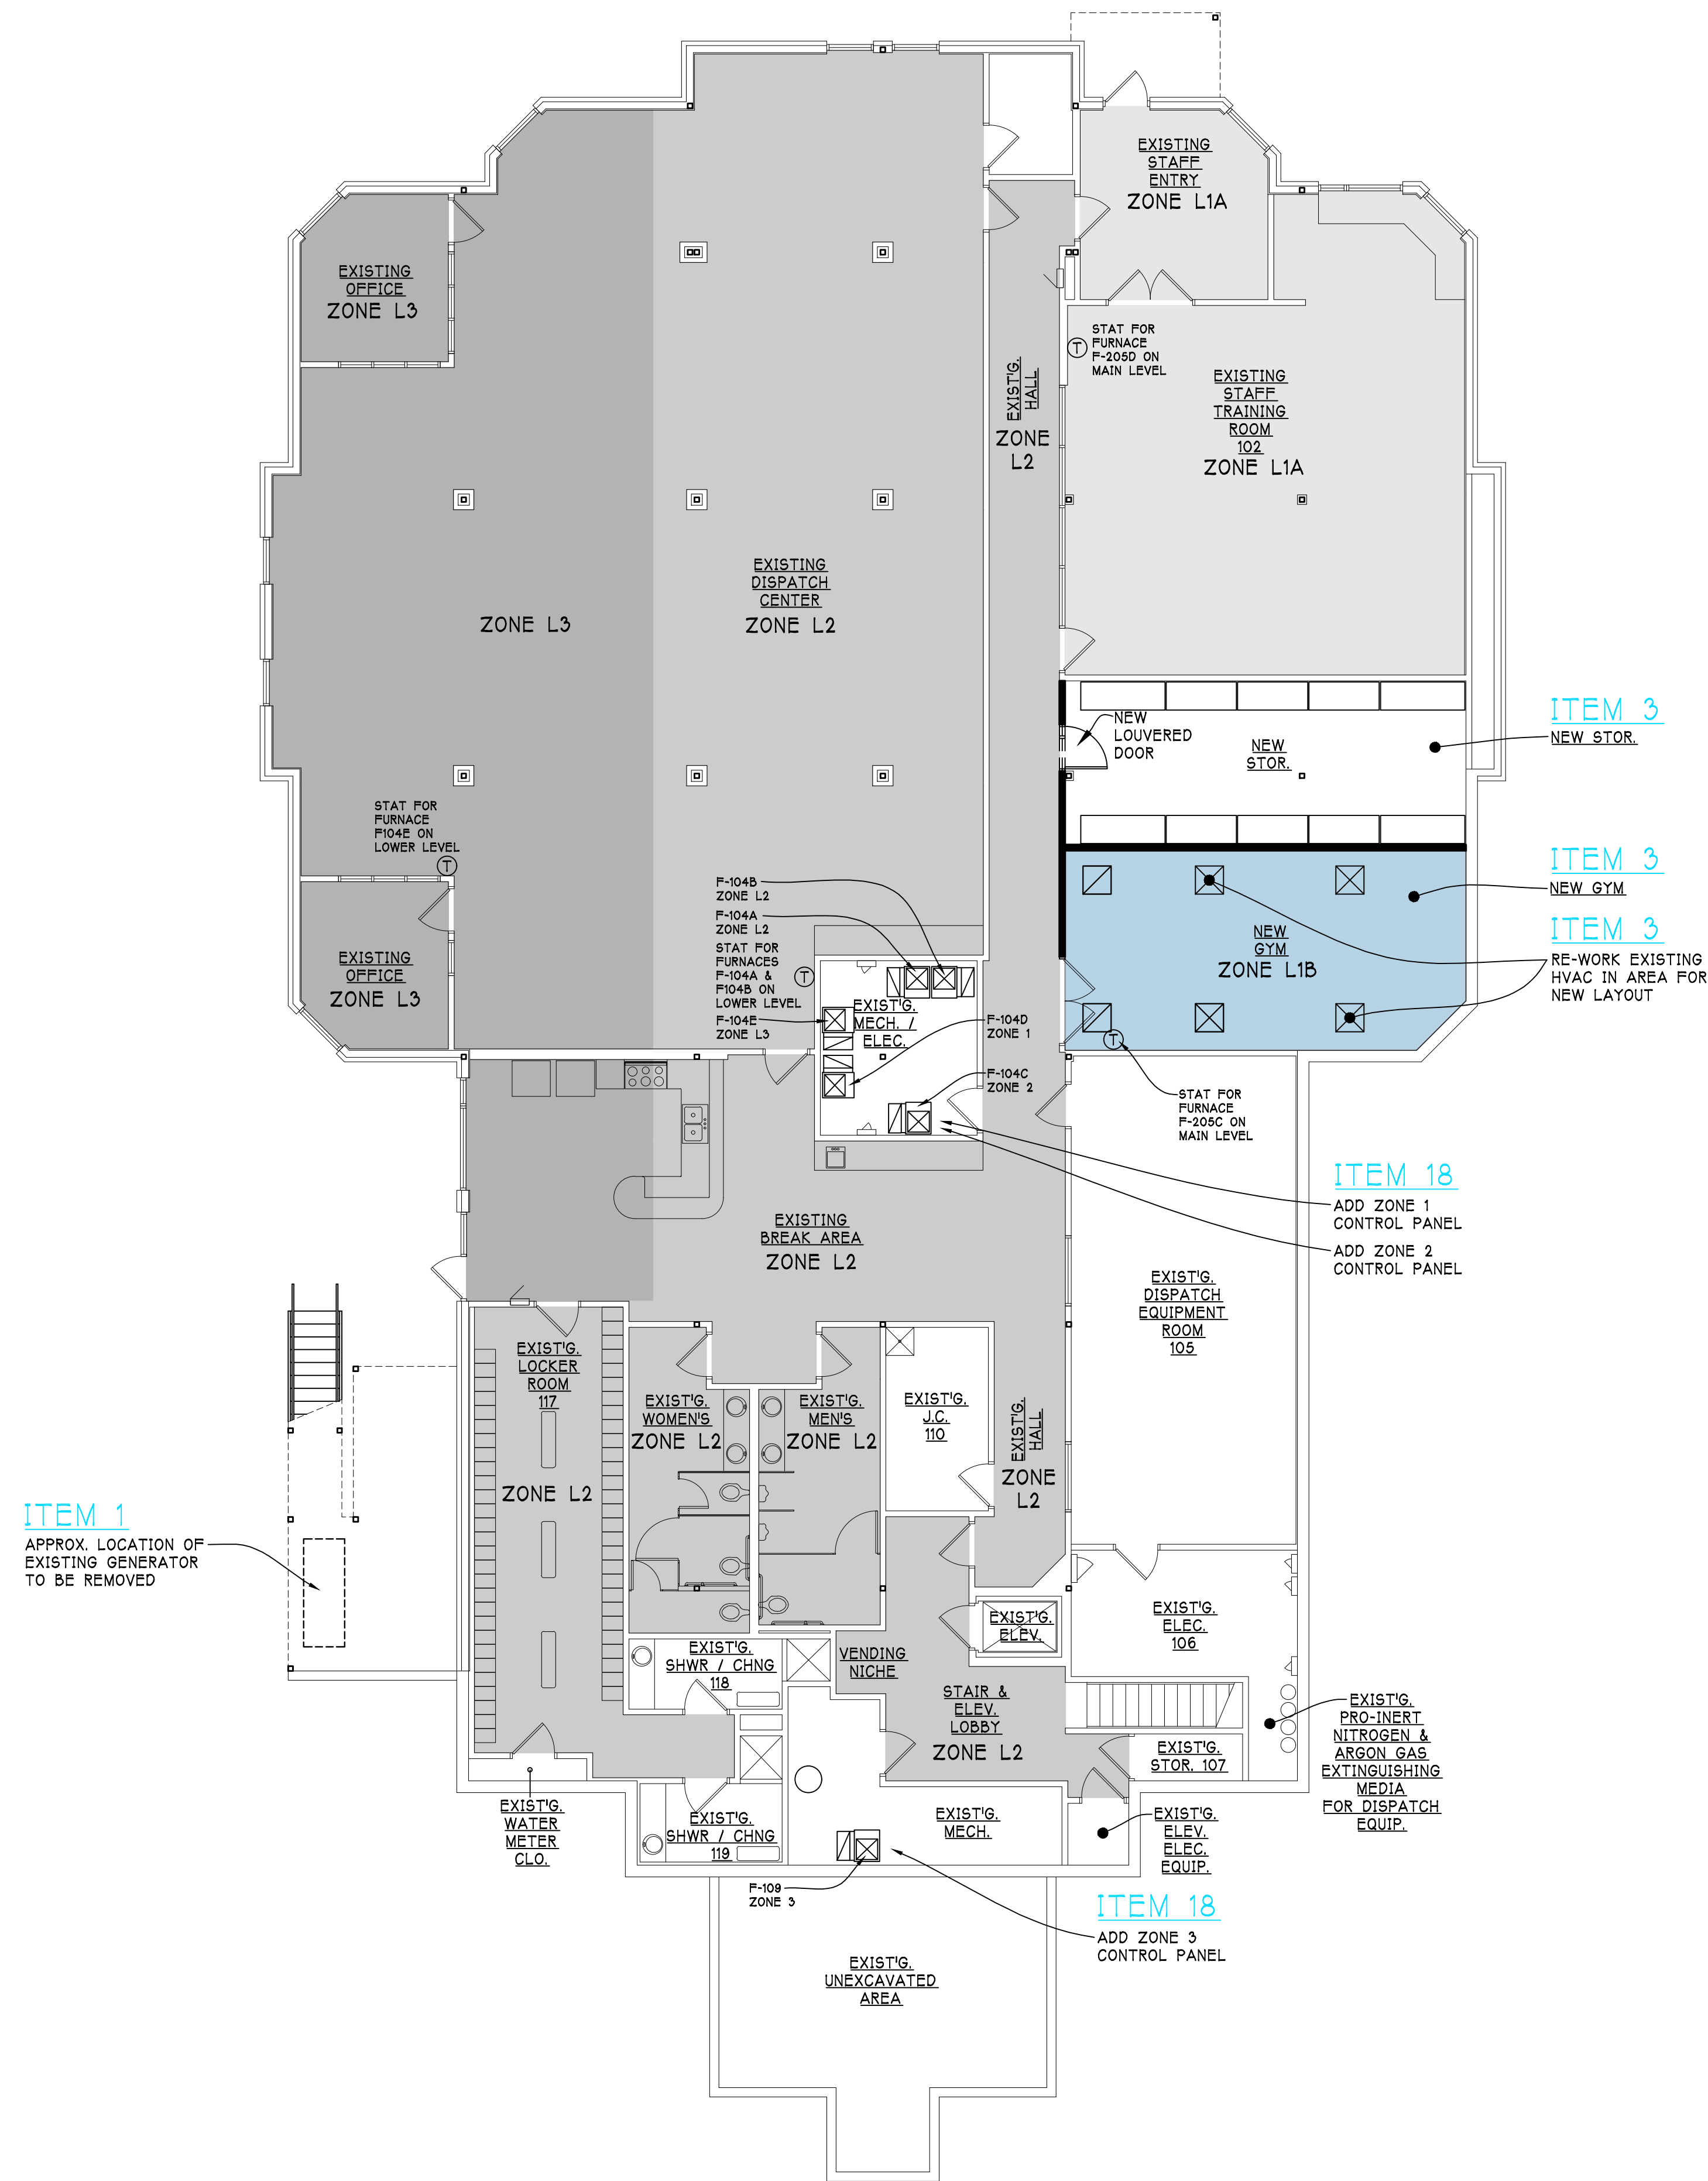 EXISTING
STAFF
ENTRY
ZONE L1A
EXISTING
OFFICE
ZONE L3
STAT FOR
FURNACE
F-205D ON
MAIN LEVEL
T
EXIST'G.
HALL
ZONE
L2
EXISTING
STAFF
TRAINING
ROOM
102
ZONE L1A
EXISTING
DISPATCH
CENTER
ZONE L2
ZONE L3
NEW
LOUVERED
DOOR
NEW
STOR.
ITEM 3
NEW STOR.
STAT FOR
FURNACE
F104E ON
LOWER LEVEL
T
ITEM 3
NEW GYM
ITEM 3
RE-WORK EXISTING
HVAC IN AREA FOR
NEW LAYOUT
NEW
GYM
ZONE L1B
T
F-104B
ZONE L2
F-104A
ZONE L2
STAT FOR
FURNACES
F-104A &
F104B ON
LOWER LEVEL
T
F-104E
ZONE L3
EXIST'G.
MECH. /
ELEC.
F-104D
ZONE 1
F-104C
ZONE 2
EXISTING
OFFICE
ZONE L3
STAT FOR
FURNACE
F-205C ON
MAIN LEVEL
ITEM 18
ADD ZONE 1
CONTROL PANEL
ADD ZONE 2
CONTROL PANEL
EXISTING
BREAK AREA
ZONE L2
EXIST'G.
DISPATCH
EQUIPMENT
ROOM
105
EXIST'G.
LOCKER
ROOM
117
ZONE L2
EXIST'G.
WOMEN'S
ZONE L2
EXIST'G.
MEN'S
ZONE L2
EXIST'G.
J.C.
110
EXIST'G.
HALL
ZONE
L2
ITEM 1
APPROX. LOCATION OF
EXISTING GENERATOR
TO BE REMOVED
EXIST'G.
ELEV.
EXIST'G.
ELEC.
106
EXIST'G.
SHWR / CHNG
118
VENDING
NICHE
STAIR &
ELEV.
LOBBY
ZONE L2
EXIST'G.
STOR. 107
EXIST'G.
PRO-INERT
NITROGEN &
ARGON GAS
EXTINGUISHING
MEDIA
FOR DISPATCH
EQUIP.
EXIST'G.
WATER
METER
CLO.
EXIST'G.
SHWR / CHNG
119
EXIST'G.
MECH.
EXIST'G.
ELEV.
ELEC.
EQUIP.
F-109
ZONE 3
ITEM 18
ADD ZONE 3
CONTROL PANEL
EXIST'G.
UNEXCAVATED
AREA